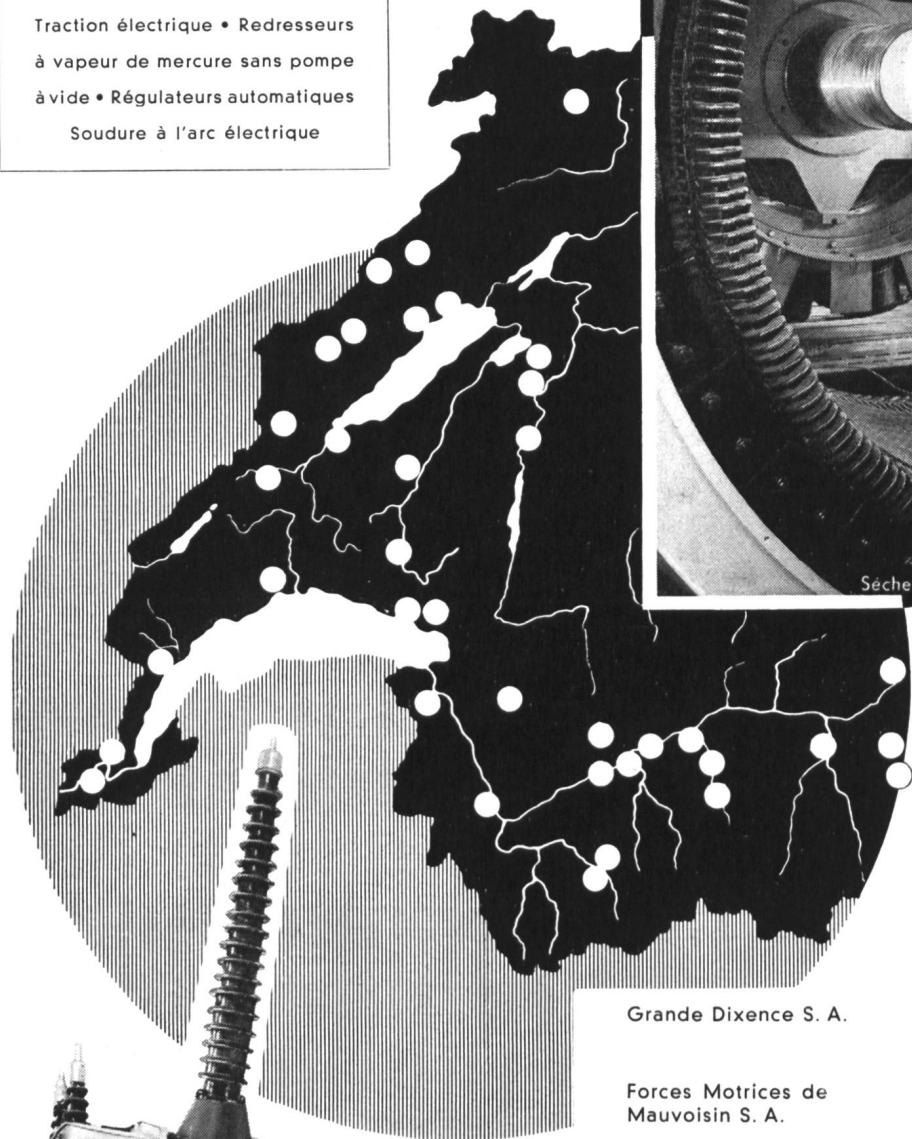 Traction électrique • Redresseurs
à vapeur de mercure sans pompe
à vide • Régulateurs automatiques
Soudure à l'arc électrique
Séche
Grande Dixence S. A.
Forces Motrices de
Mauvoisin S. A.